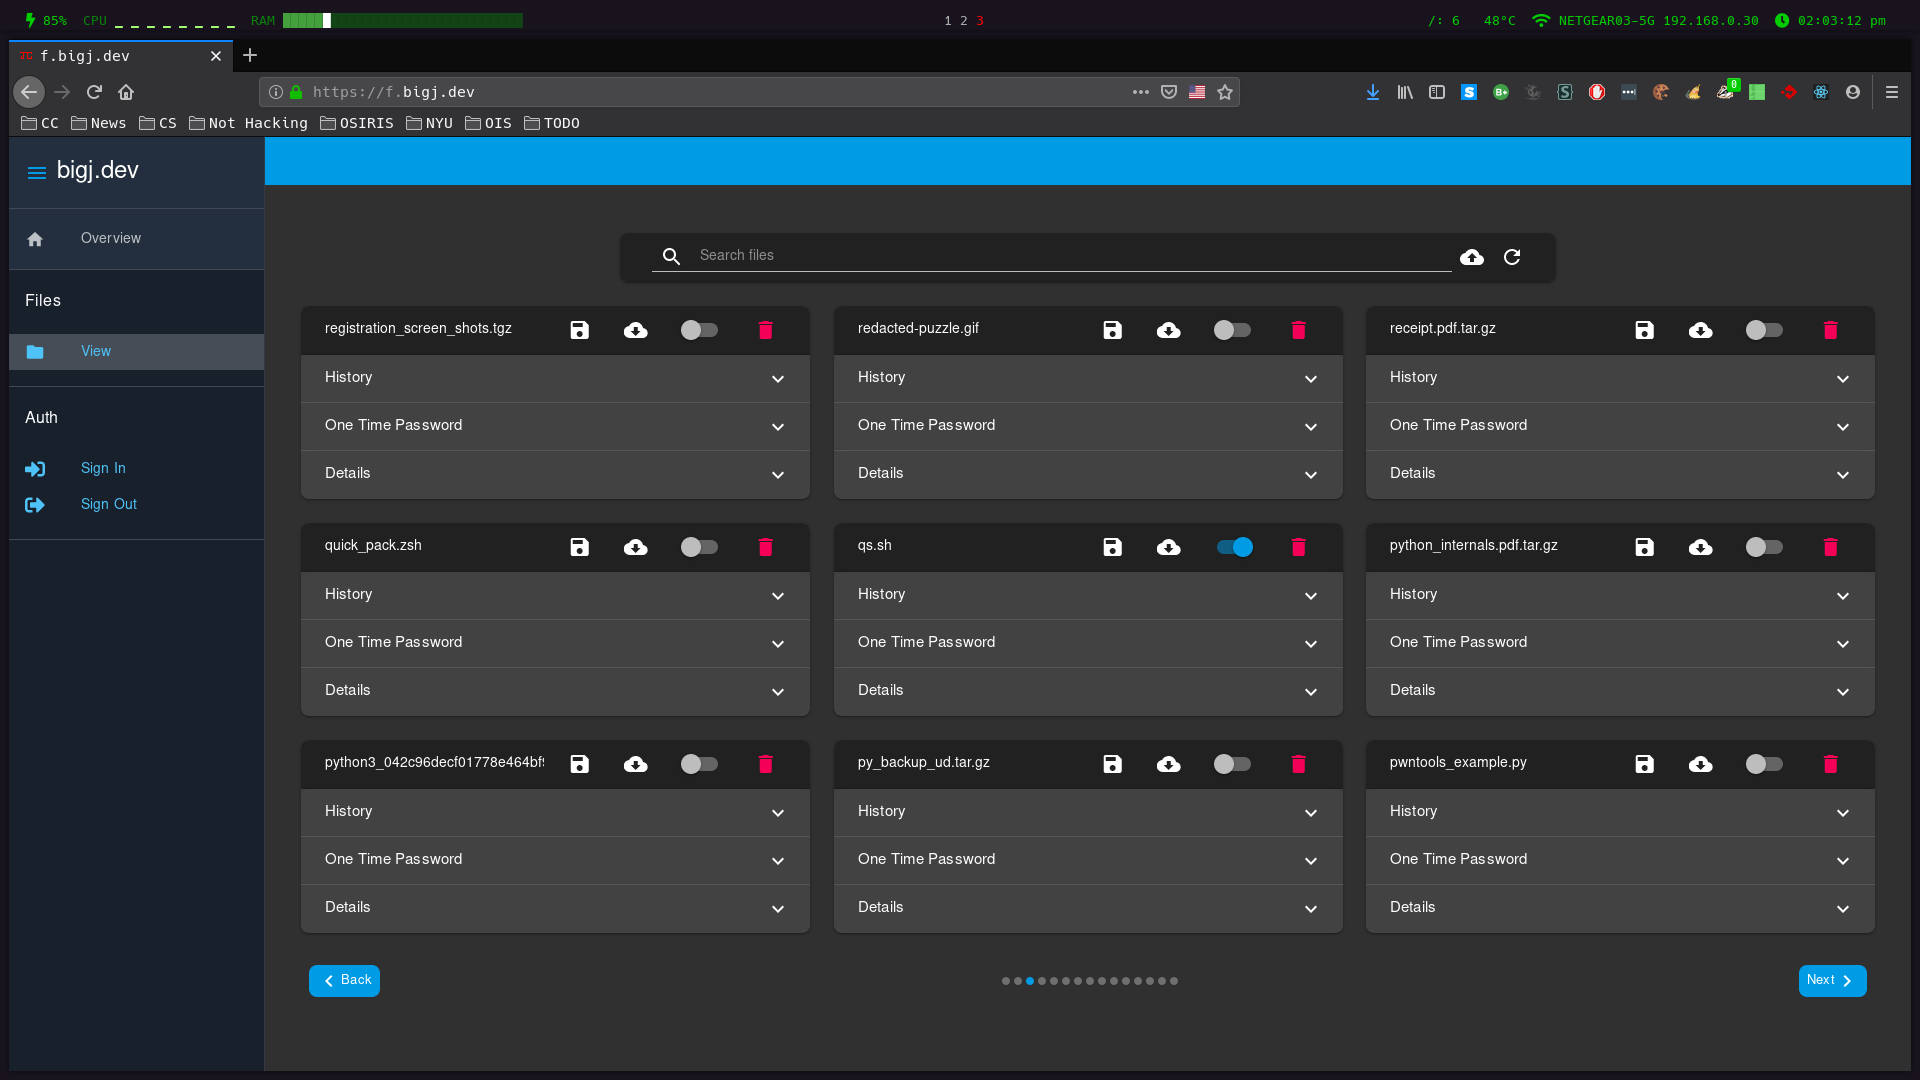 85% CPU RAM 1 2 3 /: 6 48°C NETGEAR03-5G 192.168.0.30 02:03:12 pm
f.bigj.dev
https://f.bigj.dev 0
CC News CS Not Hacking OSIRIS NYU OIS TODO
bigj.dev
Overview
Files
View
Auth
Sign In
Sign Out
Search files
registration_screen_shots.tgz redacted-puzzle.gif receipt.pdf.tar.gz
History History History
One Time Password One Time Password One Time Password
Details Details Details
quick_pack.zsh qs.sh python_internals.pdf.tar.gz
History History History
One Time Password One Time Password One Time Password
Details Details Details
python3_042c96decf01778e464bf py_backup_ud.tar.gz pwntools_example.py
History History History
One Time Password One Time Password One Time Password
Details Details Details
Back Next